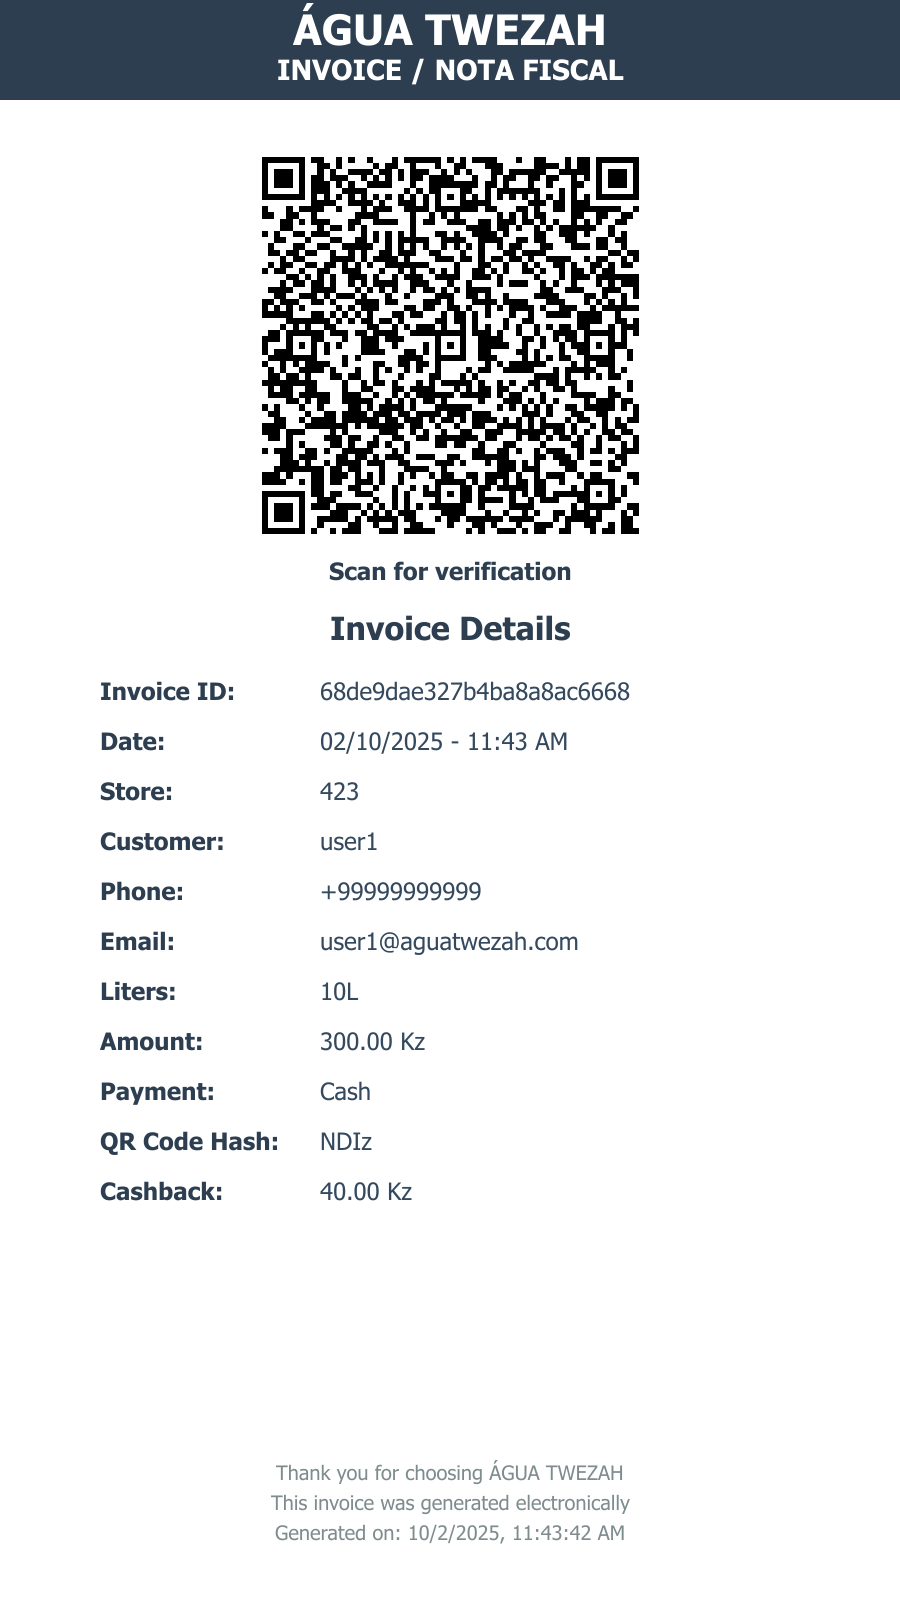 ÁGUA TWEZAH
INVOICE / NOTA FISCAL
Scan for verification
Invoice Details
Invoice ID: 68de9dae327b4ba8a8ac6668
Date: 02/10/2025 - 11:43 AM
Store: 423
Customer: user1
Phone: +99999999999
Email: user1@aguatwezah.com
Liters: 10L
Amount: 300.00 Kz
Payment: Cash
QR Code Hash: NDIz
Cashback: 40.00 Kz
Thank you for choosing ÁGUA TWEZAH
This invoice was generated electronically
Generated on: 10/2/2025, 11:43:42 AM